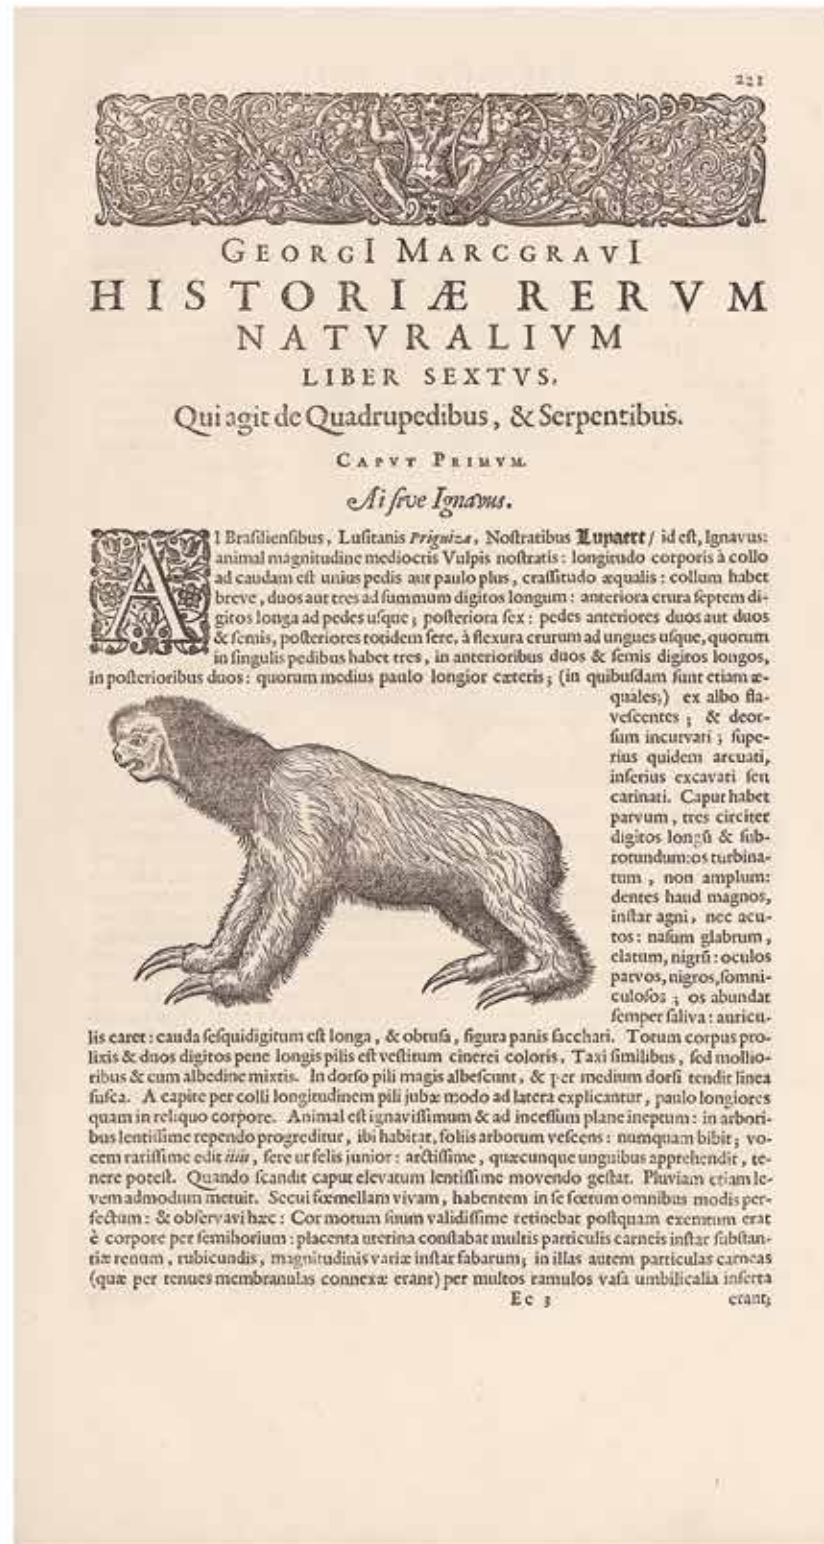 221
GEORGI MARCGRAVI
HISTORIÆ RERVM
NATVRALIVM
LIBER SEXTVS.
Qui agit de Quadrupedibus, & Serpentibus.
CAPVT PRIMVM.
Ai ſive Ignavus.
AI Braſilienſibus, Luſitanis Priguiza, Noſtratibus Luyaert / id eſt, Ignavus:
animal magnitudine mediocris Vulpis noſtratis: longitudo corporis à collo
ad caudam eſt unius pedis aut paulo plus, craſſitudo æqualis: collum habet
breve, duos aut tres ad ſummum digitos longum: anteriora crura ſeptem di-
gitos longa ad pedes uſque; poſteriora ſex: pedes anteriores duos aut duos
& ſemis, poſteriores totidem fere, à flexura crurum ad ungues uſque, quorum
in ſingulis pedibus habet tres, in anterioribus duos & ſemis digitos longos,
in poſterioribus duos: quorum medius paulo longior cæteris; (in quibuſdam ſunt etiam æ-
quales;) ex albo fla-
veſcentes; & deor-
ſum incurvati; ſupe-
rius quidem arcuati,
inferius excavati ſeu
carinati. Caput habet
parvum, tres circiter
digitos longũ & ſub-
rotundum: os turbina-
tum, non amplum:
dentes haud magnos,
inſtar agni, nec acu-
tos: naſum glabrum,
elatum, nigrũ: oculos
parvos, nigros, ſomni-
culoſos; os abundat
ſemper ſaliva: auricu-
lis caret: cauda ſeſquidigitum eſt longa, & obtuſa, figura panis ſacchari. Totum corpus pro-
lixis & duos digitos pene longis pilis eſt veſtitum cinerei coloris, Taxi ſimilibus, ſed mollio-
ribus & cum albedine mixtis. In dorſo pili magis albeſcunt, & per medium dorſi tendit linea
fuſca. A capite per colli longitudinem pili jubæ modo ad latera explicantur, paulo longiores
quam in reliquo corpore. Animal eſt ignaviſſimum & ad inceſſum plane ineptum: in arbori-
bus lentiſſime rependo progreditur, ibi habitat, foliis arborum veſcens: numquam bibit; vo-
cem rariſſime edit iiii, fere ut felis junior: arctiſſime, quæcunque unguibus apprehendit, te-
nere poteſt. Quando ſcandit caput elevatum lentiſſime movendo geſtat. Pluviam etiam le-
vem admodum metuit. Secui fœmellam vivam, habentem in ſe fœtum omnibus modis per-
fectum: & obſervavi hæc: Cor motum ſuum validiſſime retinebat poſtquam exemtum erat
è corpore per ſemihorium: placenta uterina conſtabat multis particulis carneis inſtar ſubſtan-
tiæ renum, rubicundis, magnitudinis variæ inſtar fabarum; in illas autem particulas carneas
(quæ per tenues membranulas connexæ erant) per multos ramulos vaſa umbilicalia inſerta
Ee 3 erant;